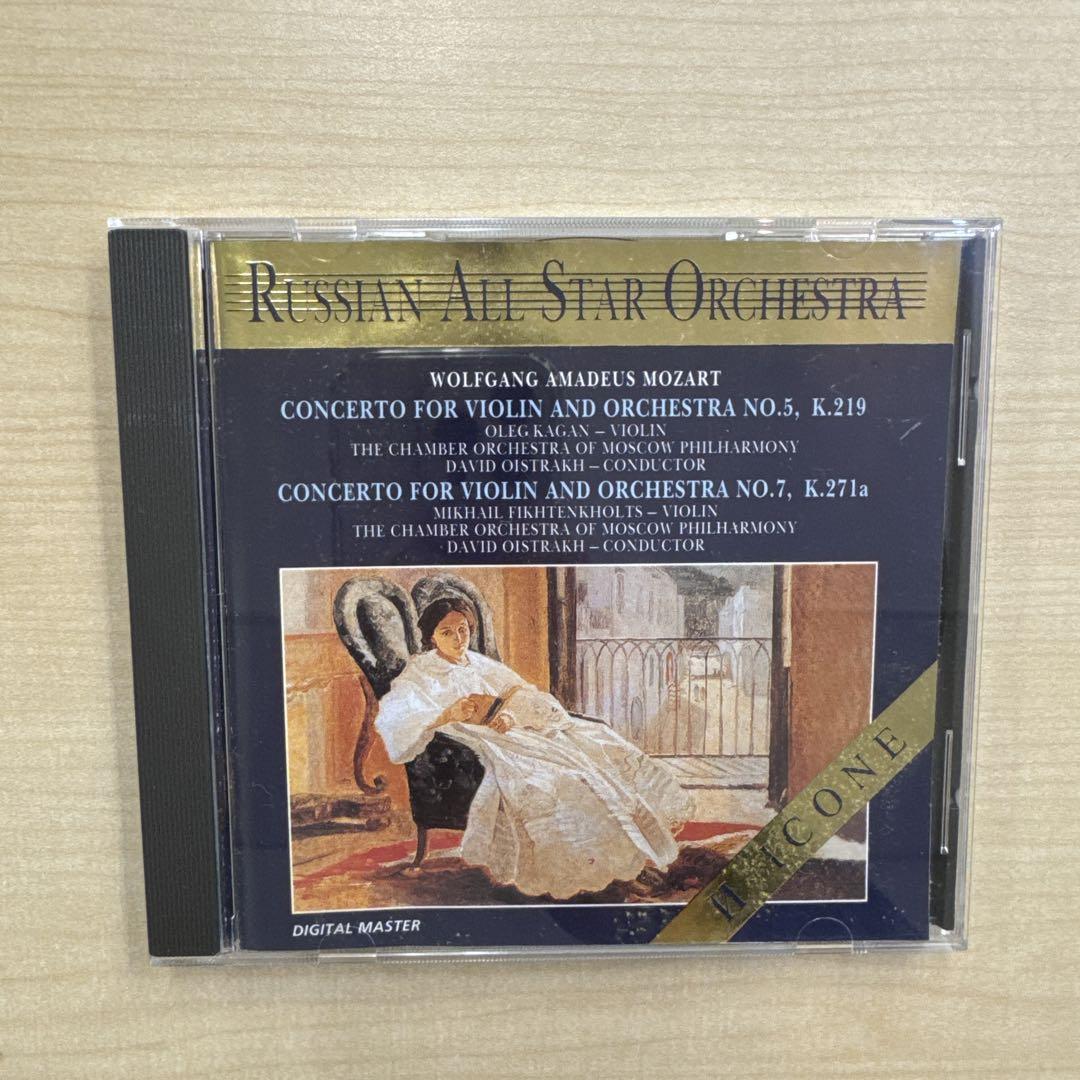 RUSSIAN ALL STAR ORCHESTRA
WOLFGANG AMADEUS MOZART
CONCERTO FOR VIOLIN AND ORCHESTRA NO.5, K.219
OLEG KAGAN – VIOLIN
THE CHAMBER ORCHESTRA OF MOSCOW PHILHARMONY
DAVID OISTRAKH – CONDUCTOR
CONCERTO FOR VIOLIN AND ORCHESTRA NO.7, K.271a
MIKHAIL FIKHTENKHOLTS – VIOLIN
THE CHAMBER ORCHESTRA OF MOSCOW PHILHARMONY
DAVID OISTRAKH – CONDUCTOR
И ICONE
DIGITAL MASTER